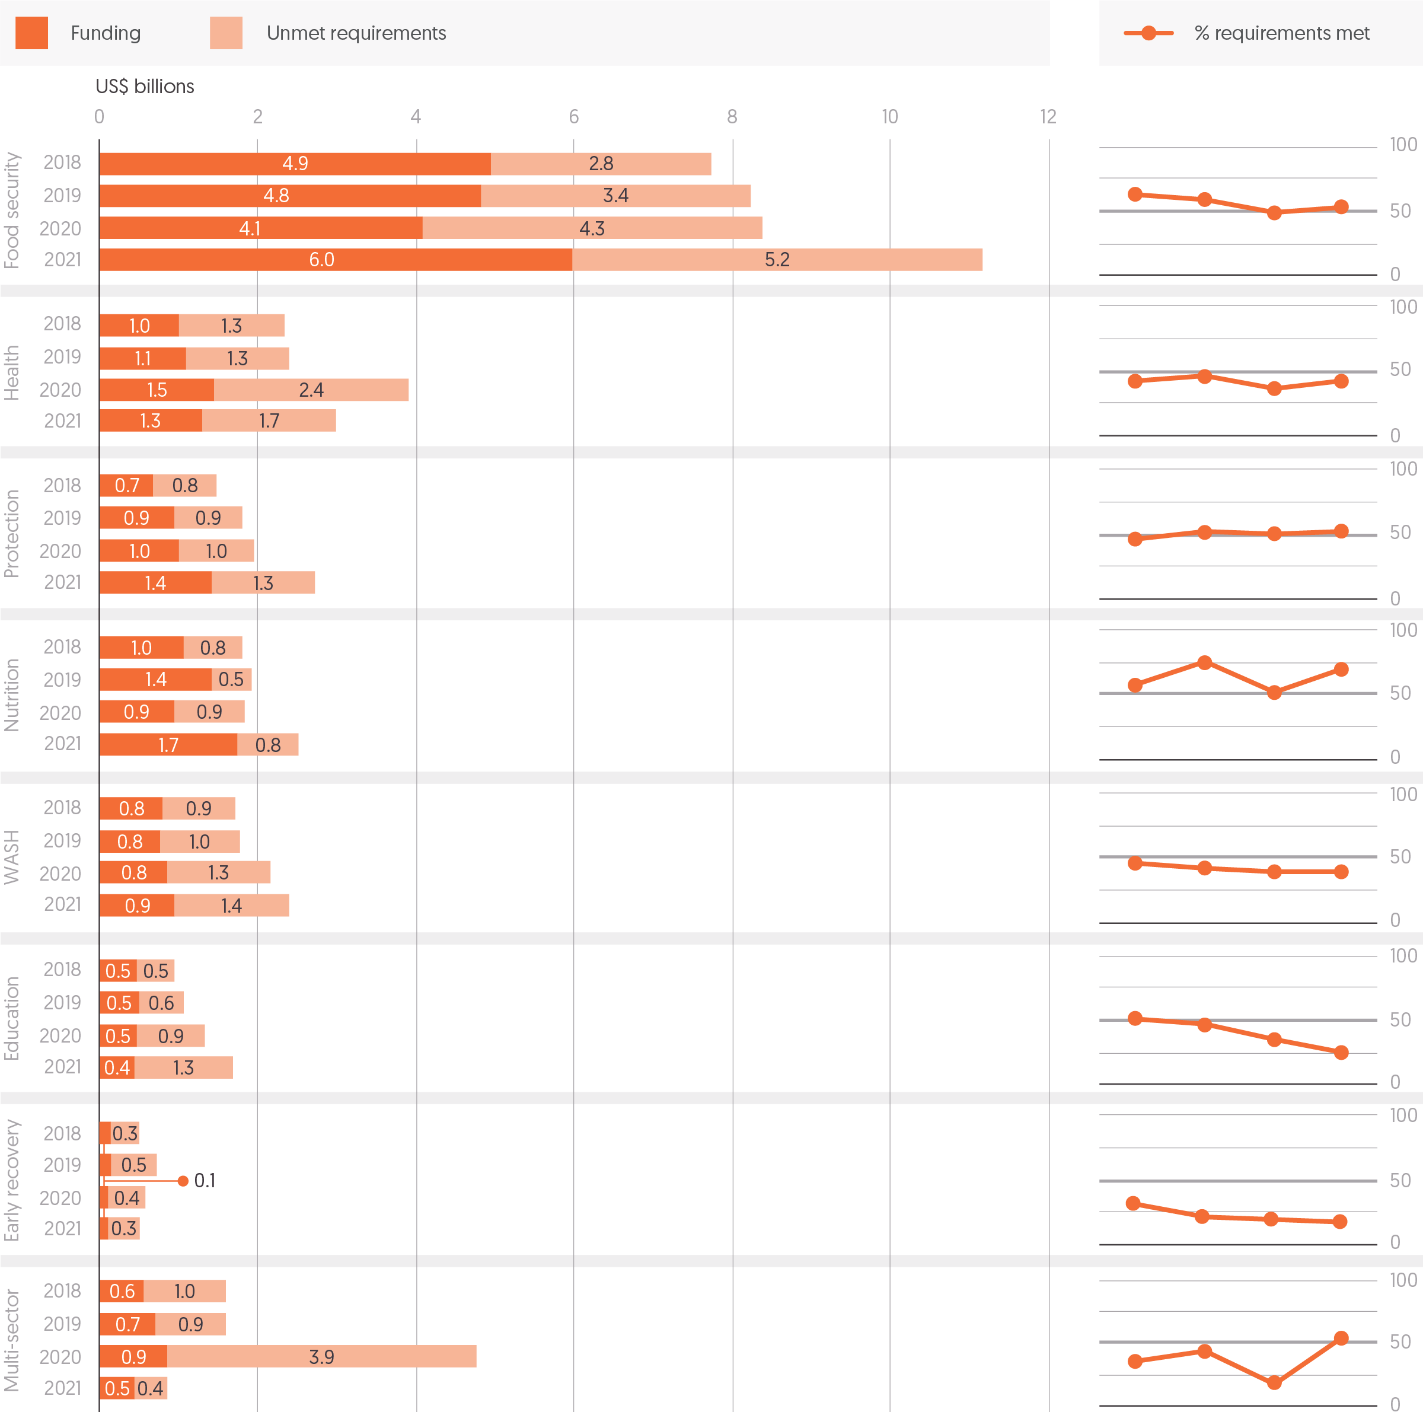 Funding
Unmet requirements
% requirements met
US$ billions
0 2 4 6 8 10 12
Food security
2018 4.9 2.8
2019 4.8 3.4
2020 4.1 4.3
2021 6.0 5.2
100
50
0
Health
2018 1.0 1.3
2019 1.1 1.3
2020 1.5 2.4
2021 1.3 1.7
100
50
0
Protection
2018 0.7 0.8
2019 0.9 0.9
2020 1.0 1.0
2021 1.4 1.3
100
50
0
Nutrition
2018 1.0 0.8
2019 1.4 0.5
2020 0.9 0.9
2021 1.7 0.8
100
50
0
WASH
2018 0.8 0.9
2019 0.8 1.0
2020 0.8 1.3
2021 0.9 1.4
100
50
0
Education
2018 0.5 0.5
2019 0.5 0.6
2020 0.5 0.9
2021 0.4 1.3
100
50
0
Early recovery
2018 0.3
2019 0.5
0.1
2020 0.4
2021 0.3
100
50
0
Multi-sector
2018 0.6 1.0
2019 0.7 0.9
2020 0.9 3.9
2021 0.5 0.4
100
50
0